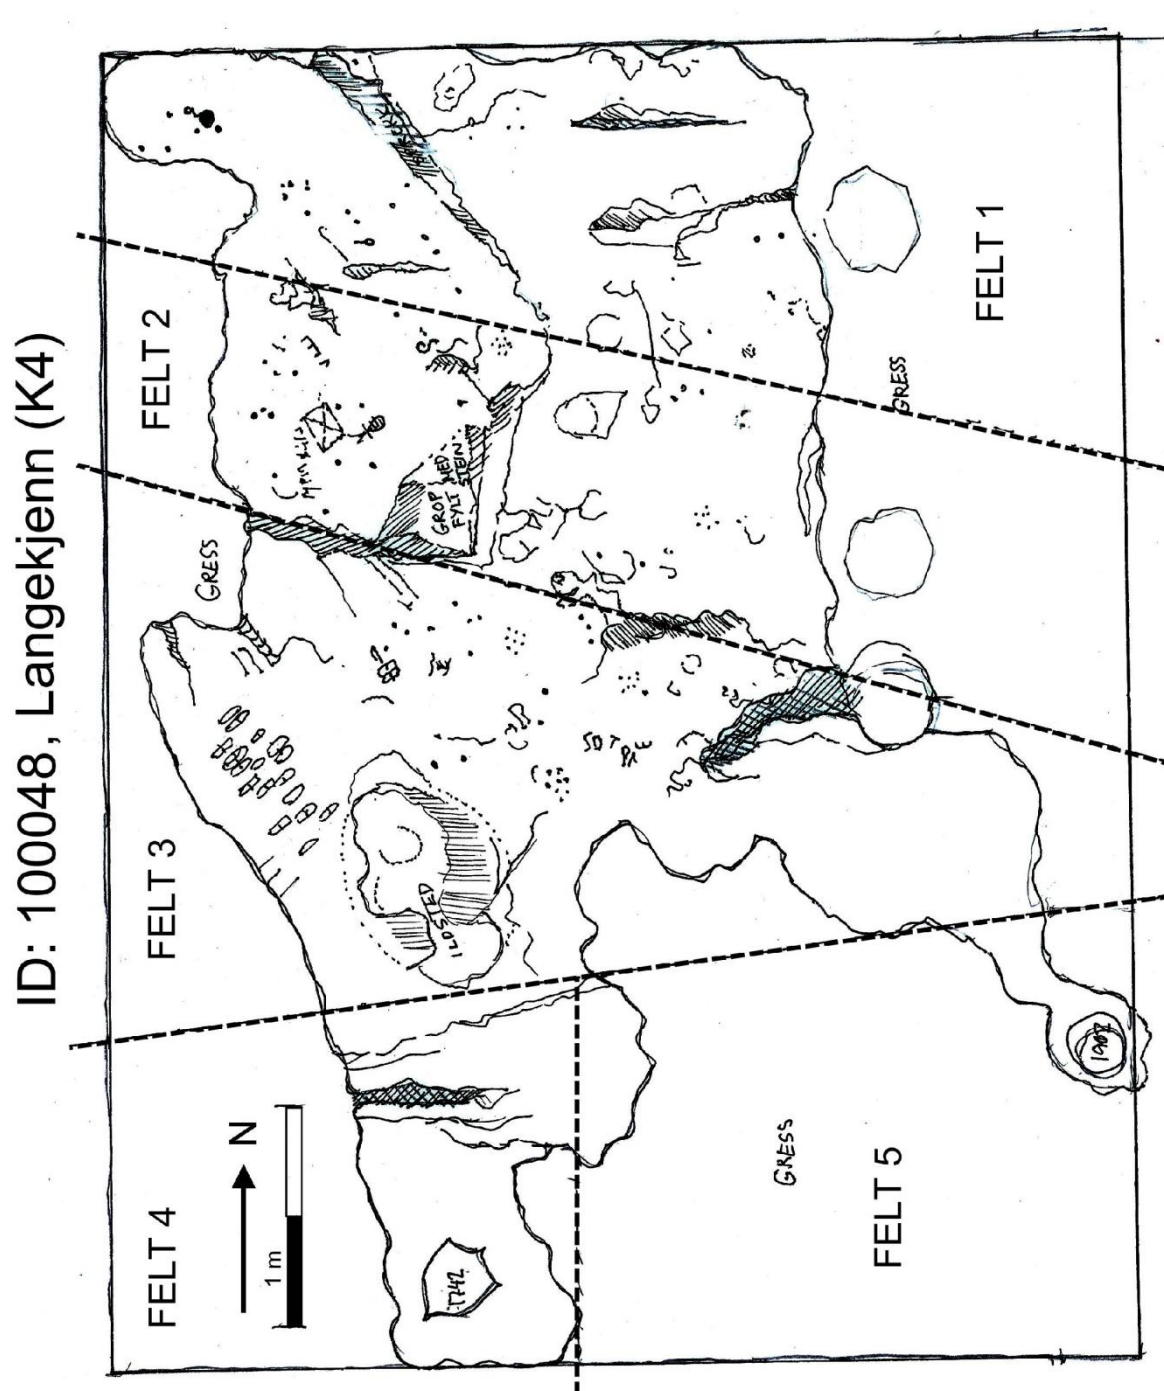 ID: 100048, Langekjenn (K4)
FELT 2
FELT 3
FELT 4
FELT 1
FELT 5
GRESS
GROP
FYLT MED
STEIN
GRESS
ILDSTED
GRESS
N
1 m